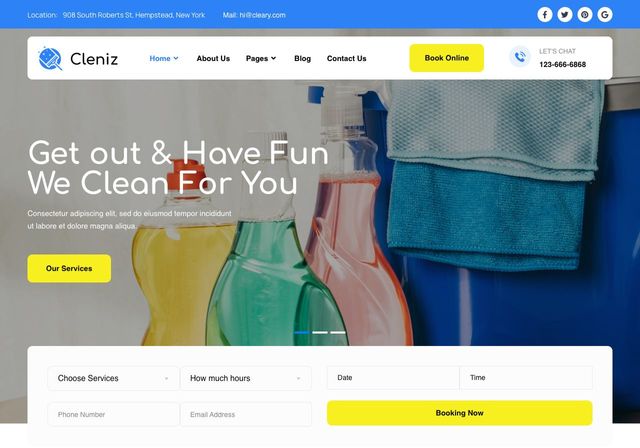 Location: 908 South Roberts St, Hempstead, New York Mail: hi@cleary.com
Cleniz
Home About Us Pages Blog Contact Us
Book Online
LET'S CHAT
123-666-6868
Get out & Have Fun
We Clean For You
Consectetur adipiscing elit, sed do eiusmod tempor incididunt
ut labore et dolore magna aliqua.
Our Services
Choose Services How much hours Date Time
Phone Number Email Address Booking Now